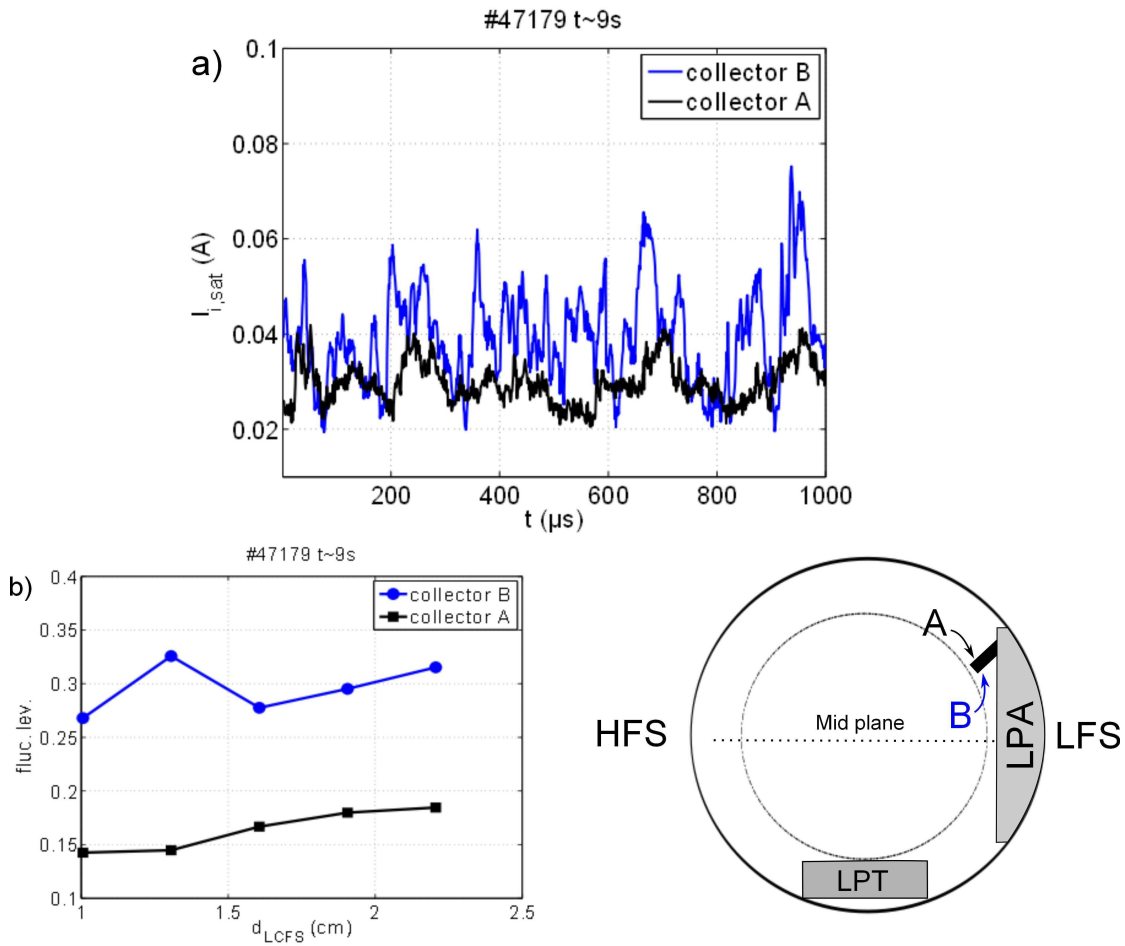 #47179 t~9s
a)
0.1
collector B
collector A
0.08
0.06
0.04
0.02
I i,sat (A)
200 400 600 800 1000
t (µs)
#47179 t~9s
b)
0.4
collector B
collector A
0.35
0.3
0.25
0.2
0.15
0.1
fluc. lev.
1 1.5 2 2.5
d LCFS (cm)
A
B
HFS
Mid plane
LPA
LFS
LPT